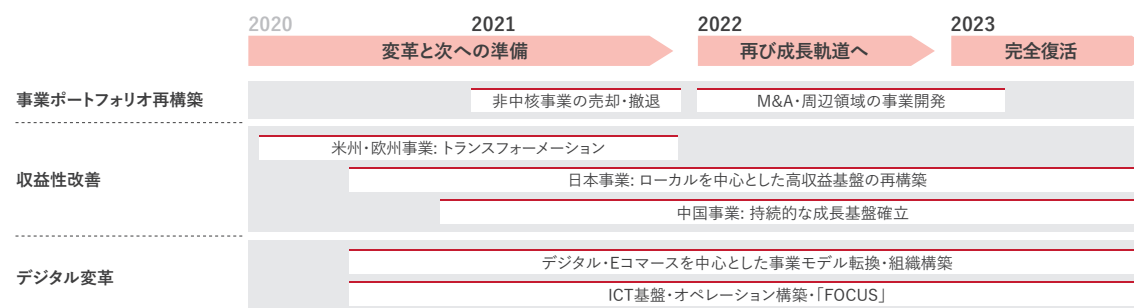 2020 2021 2022 2023
変革と次への準備 再び成長軌道へ 完全復活
事業ポートフォリオ再構築 非中核事業の売却・撤退 M&A・周辺領域の事業開発
米州・欧州事業: トランスフォーメーション
収益性改善 日本事業: ローカルを中心とした高収益基盤の再構築
中国事業: 持続的な成長基盤確立
デジタル・Eコマースを中心とした事業モデル転換・組織構築
デジタル変革
ICT基盤・オペレーション構築・「FOCUS」